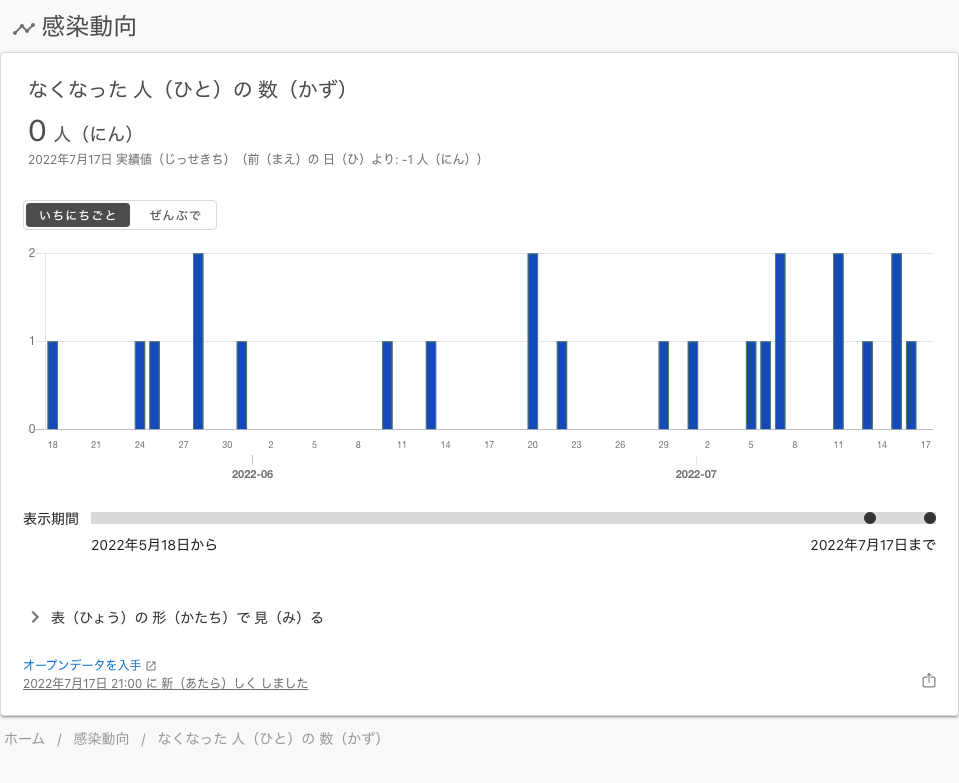 感染動向
なくなった 人（ひと）の 数（かず）
0 人（にん）
2022年7月17日 実績値（じっせきち）（前（まえ）の 日（ひ）より: -1 人（にん））
いちにちごと ぜんぶで
2
1
0
18 21 24 27 30 2 5 8 11 14 17 20 23 26 29 2 5 8 11 14 17
2022-06 2022-07
表示期間
2022年5月18日から 2022年7月17日まで
表（ひょう）の 形（かたち）で 見（み）る
オープンデータを入手
2022年7月17日 21:00 に 新（あたら）しく しました
ホーム / 感染動向 / なくなった 人（ひと）の 数（かず）